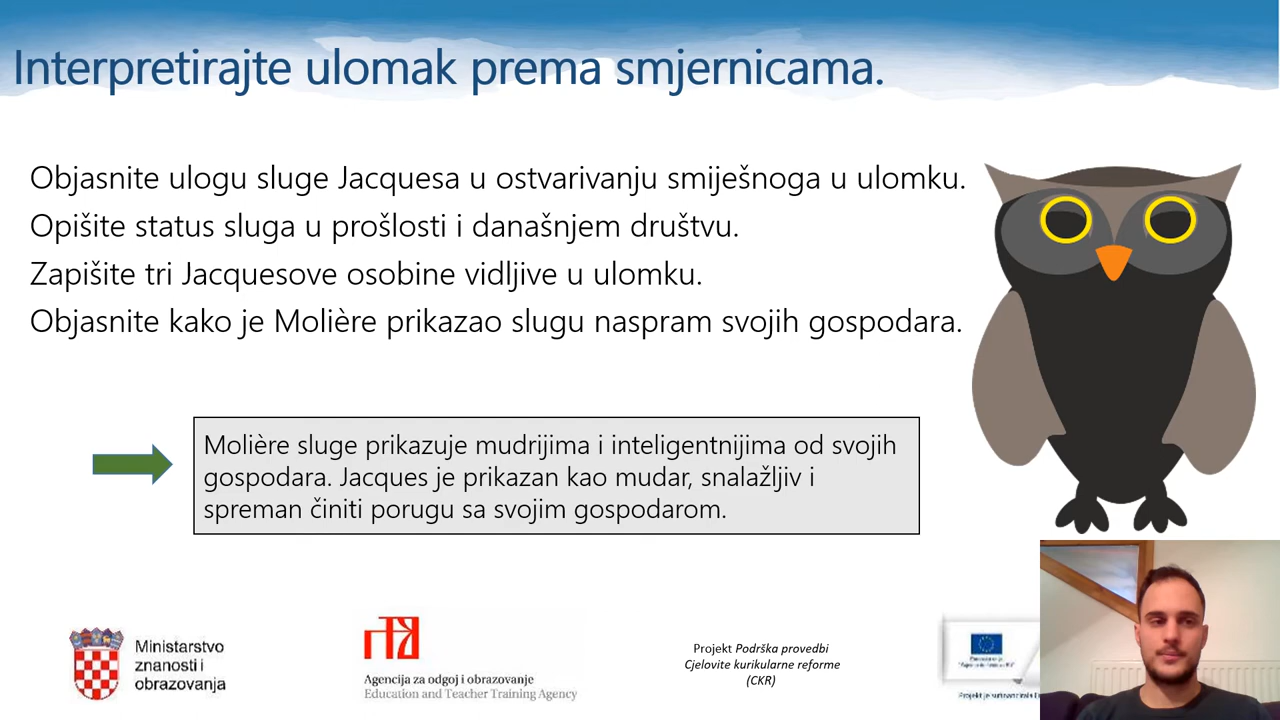 Interpretirajte ulomak prema smjernicama.
Objasnite ulogu sluge Jacquesa u ostvarivanju smiješnoga u ulomku.
Opišite status sluga u prošlosti i današnjem društvu.
Zapišite tri Jacquesove osobine vidljive u ulomku.
Objasnite kako je Molière prikazao slugu naspram svojih gospodara.
Molière sluge prikazuje mudrijima i inteligentnijima od svojih
gospodara. Jacques je prikazan kao mudar, snalažljiv i
spreman činiti porugu sa svojim gospodarom.
Ministarstvo
znanosti i
obrazovanja
Agencija za odgoj i obrazovanje
Education and Teacher Training Agency
Projekt Podrška provedbi
Cjelovite kurikularne reforme
(CKR)
Projekt je sufinancirala